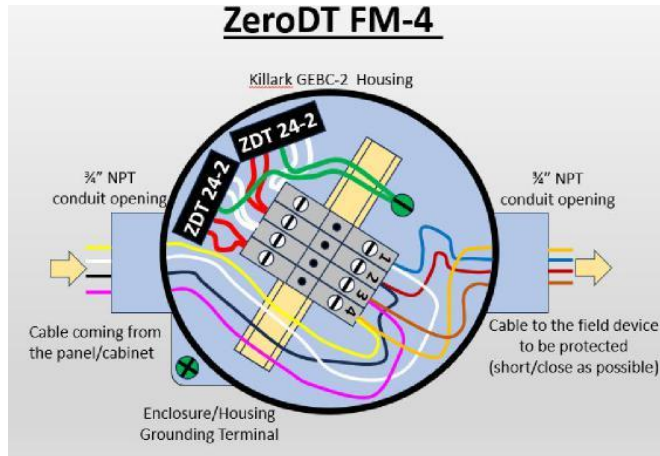 ZeroDT FM-4
Killark GEBC-2 Housing
ZDT 24-2
ZDT 24-2
¾” NPT
conduit opening
¾” NPT
conduit opening
1
2
3
4
Cable coming from
the panel/cabinet
Cable to the field device
to be protected
(short/close as possible)
Enclosure/Housing
Grounding Terminal